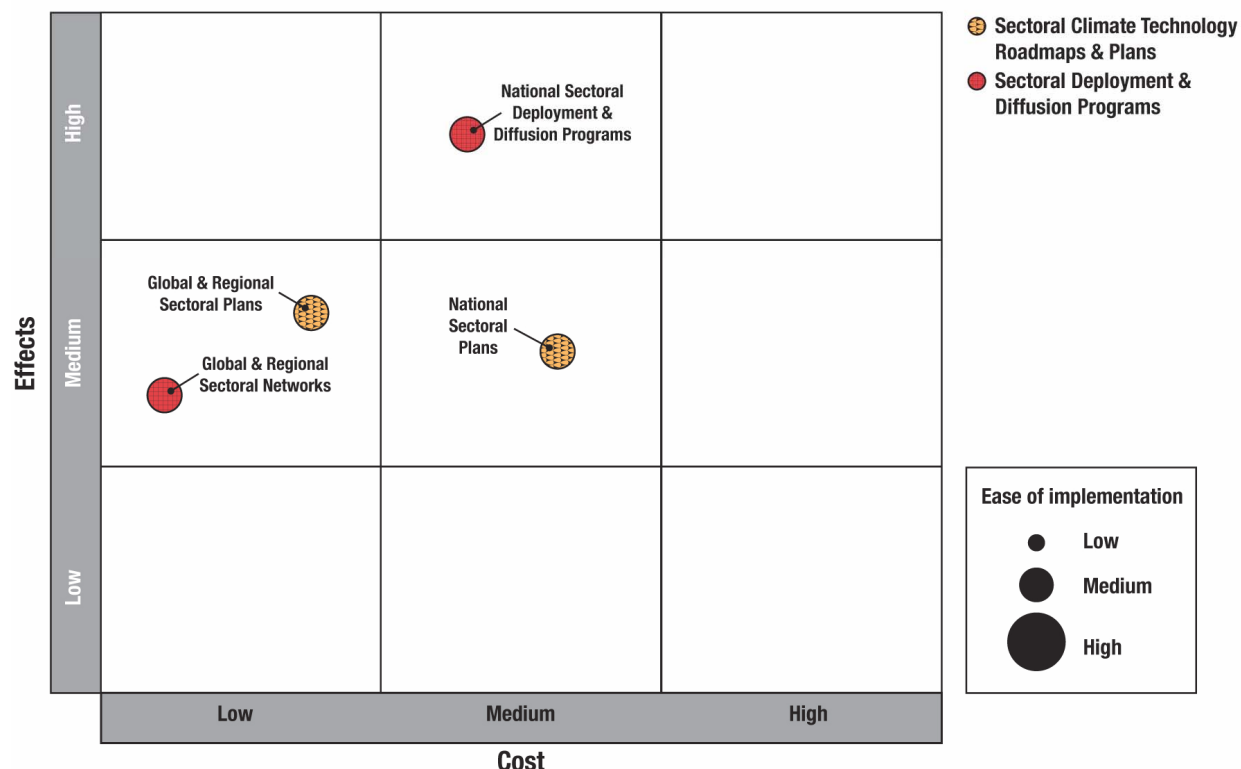 Sectoral Climate Technology
Roadmaps & Plans
Sectoral Deployment &
Diffusion Programs
National Sectoral
Deployment &
Diffusion Programs
Global & Regional
Sectoral Plans
National
Sectoral
Plans
Global & Regional
Sectoral Networks
Effects
High
Medium
Low
Low
Medium
High
Cost
Ease of implementation
Low
Medium
High